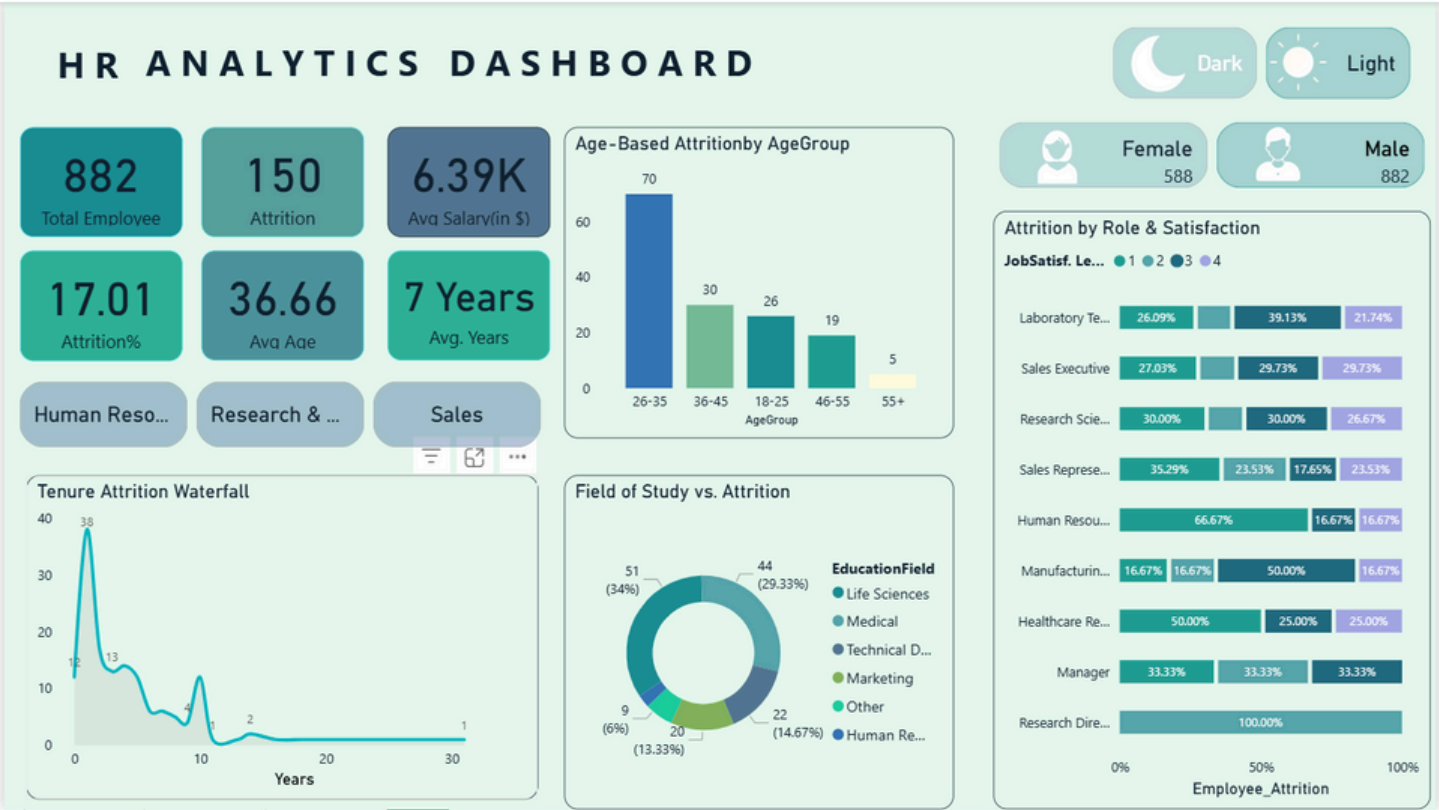 HR ANALYTICS DASHBOARD
Dark
Light
882
Total Employee
150
Attrition
6.39K
Avg Salary(in $)
17.01
Attrition%
36.66
Avg Age
7 Years
Avg. Years
Female
588
Male
882
Human Reso...
Research & ...
Sales
Age-Based Attritionby AgeGroup
60
40
20
0
70
30
26
19
5
26-35
36-45
18-25
46-55
55+
AgeGroup
Tenure Attrition Waterfall
40
30
20
10
0
12
38
13
4
1
2
1
0
10
20
30
Years
Field of Study vs. Attrition
51
(34%)
44
(29.33%)
22
(14.67%)
20
(13.33%)
9
(6%)
EducationField
Life Sciences
Medical
Technical D...
Marketing
Other
Human Re...
Attrition by Role & Satisfaction
JobSatisf. Le... 1 2 3 4
Laboratory Te... 26.09% 39.13% 21.74%
Sales Executive 27.03% 29.73% 29.73%
Research Scie... 30.00% 30.00% 26.67%
Sales Represe... 35.29% 23.53% 17.65% 23.53%
Human Resou... 66.67% 16.67% 16.67%
Manufacturin... 16.67% 16.67% 50.00% 16.67%
Healthcare Re... 50.00% 25.00% 25.00%
Manager 33.33% 33.33% 33.33%
Research Dire... 100.00%
0% 50% 100%
Employee_Attrition